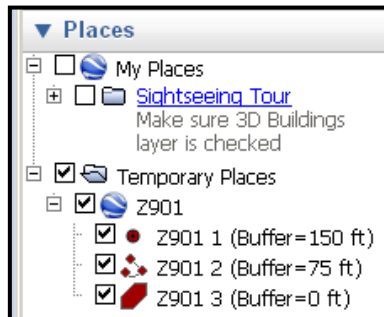 Places
My Places
Sightseeing Tour
Make sure 3D Buildings
layer is checked
Temporary Places
Z901
Z901 1 (Buffer=150 ft)
Z901 2 (Buffer=75 ft)
Z901 3 (Buffer=0 ft)